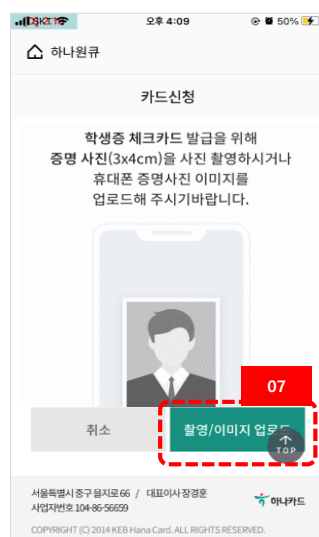 SKT
오후 4:09
50%
하나원큐
카드신청
학생증 체크카드 발급을 위해
증명 사진(3x4cm)을 사진 촬영하시거나
휴대폰 증명사진 이미지를
업로드해 주시기바랍니다.
07
취소
촬영/이미지 업로드
TOP
서울특별시 중구 을지로 66 / 대표이사 장경훈
사업자번호 104-86-56659
하나카드
COPYRIGHT (C) 2014 KEB Hana Card. ALL RIGHTS RESERVED.